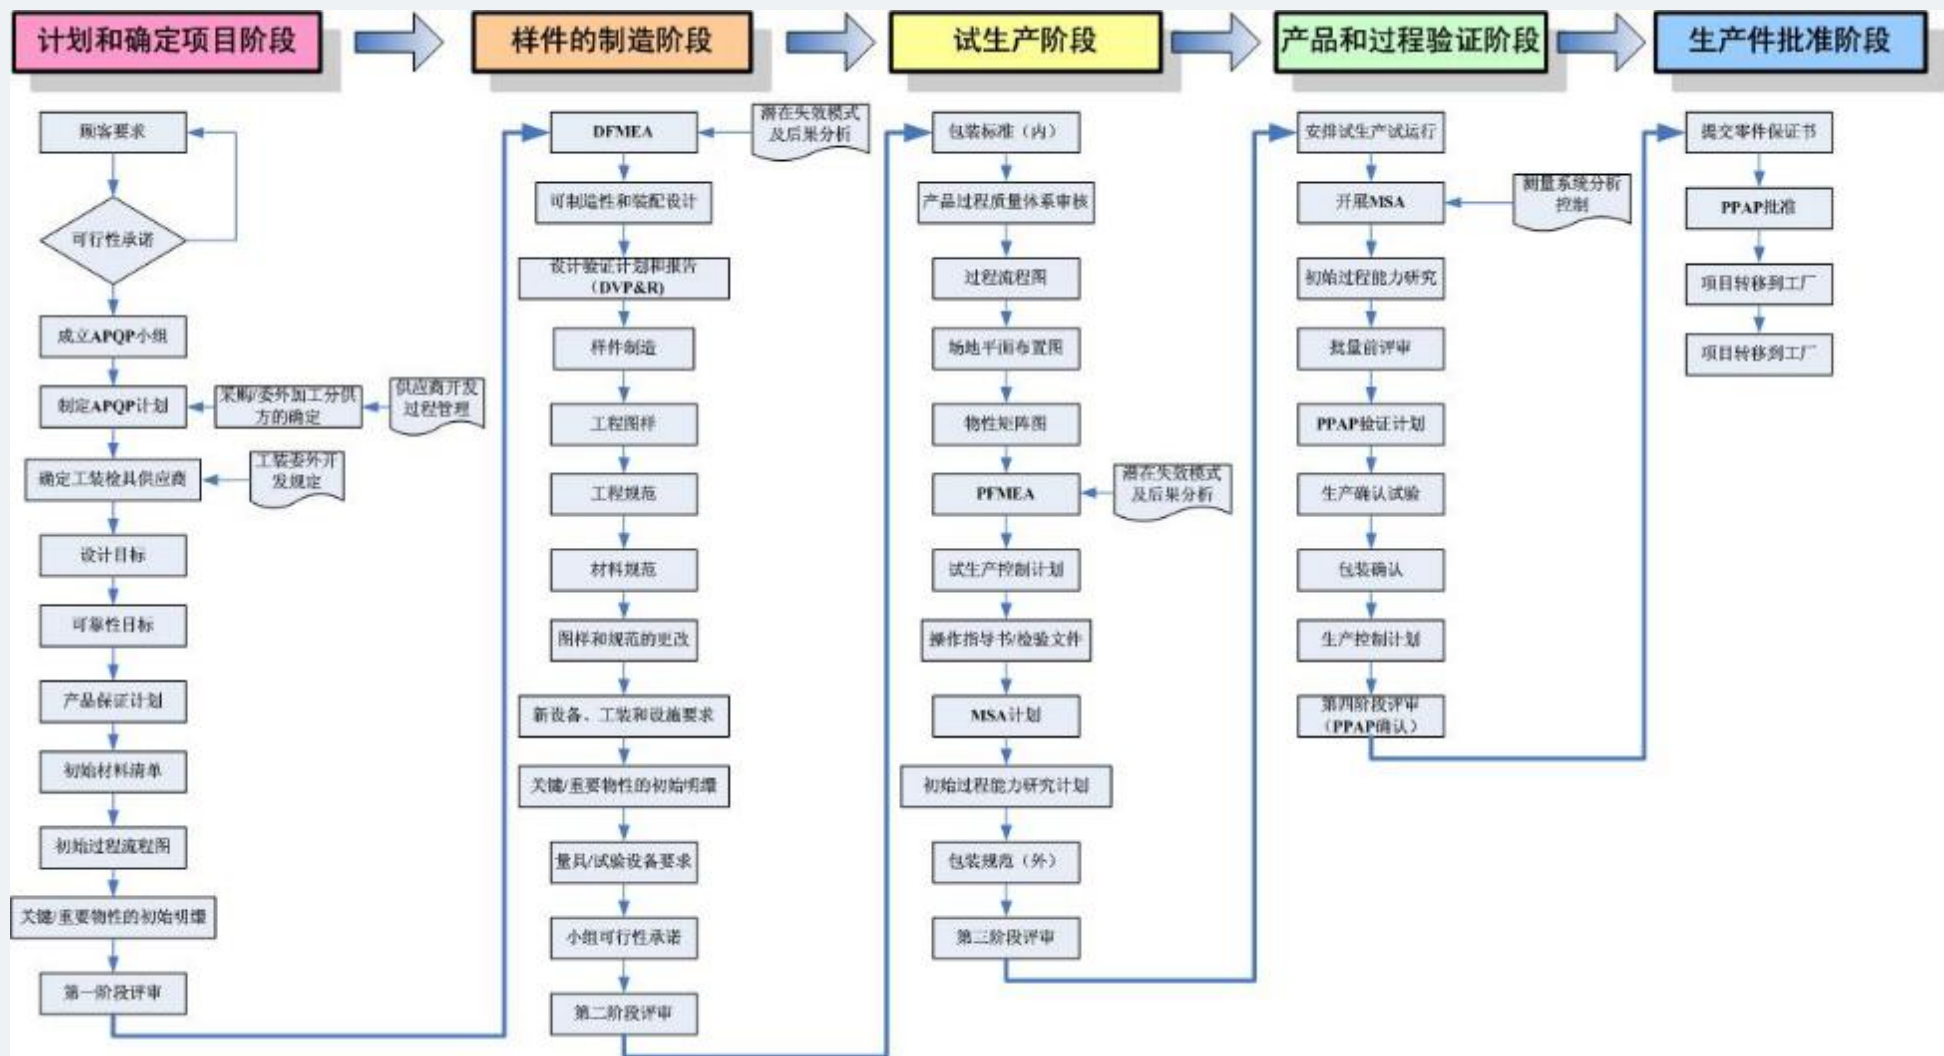 计划和确定项目阶段
样件的制造阶段
试生产阶段
产品和过程验证阶段
生产件批准阶段
顾客要求
可行性承诺
成立APQP小组
制定APQP计划
采购/委外加工分供
方的确定
供应商开发
过程管理
确定工装检具供应商
工装委外开
发规定
设计目标
可靠性目标
产品保证计划
初始材料清单
初始过程流程图
关键/重要物性的初始明细
第一阶段评审
DFMEA
潜在失效模式
及后果分析
可制造性和装配设计
设计验证计划和报告
（DVP&R)
样件制造
工程图样
工程规范
材料规范
图样和规范的更改
新设备、工装和设施要求
关键/重要物性的初始明细
量具/试验设备要求
小组可行性承诺
第二阶段评审
包装标准（内）
产品过程质量体系审核
过程流程图
场地平面布置图
物性矩阵图
PFMEA
潜在失效模式
及后果分析
试生产控制计划
操作指导书/检验文件
MSA计划
初始过程能力研究计划
包装规范（外）
第三阶段评审
安排试生产试运行
开展MSA
测量系统分析
控制
初始过程能力研究
批量前评审
PPAP验证计划
生产确认试验
包装确认
生产控制计划
第四阶段评审
（PPAP确认）
提交零件保证书
PPAP批准
项目转移到工厂
项目转移到工厂